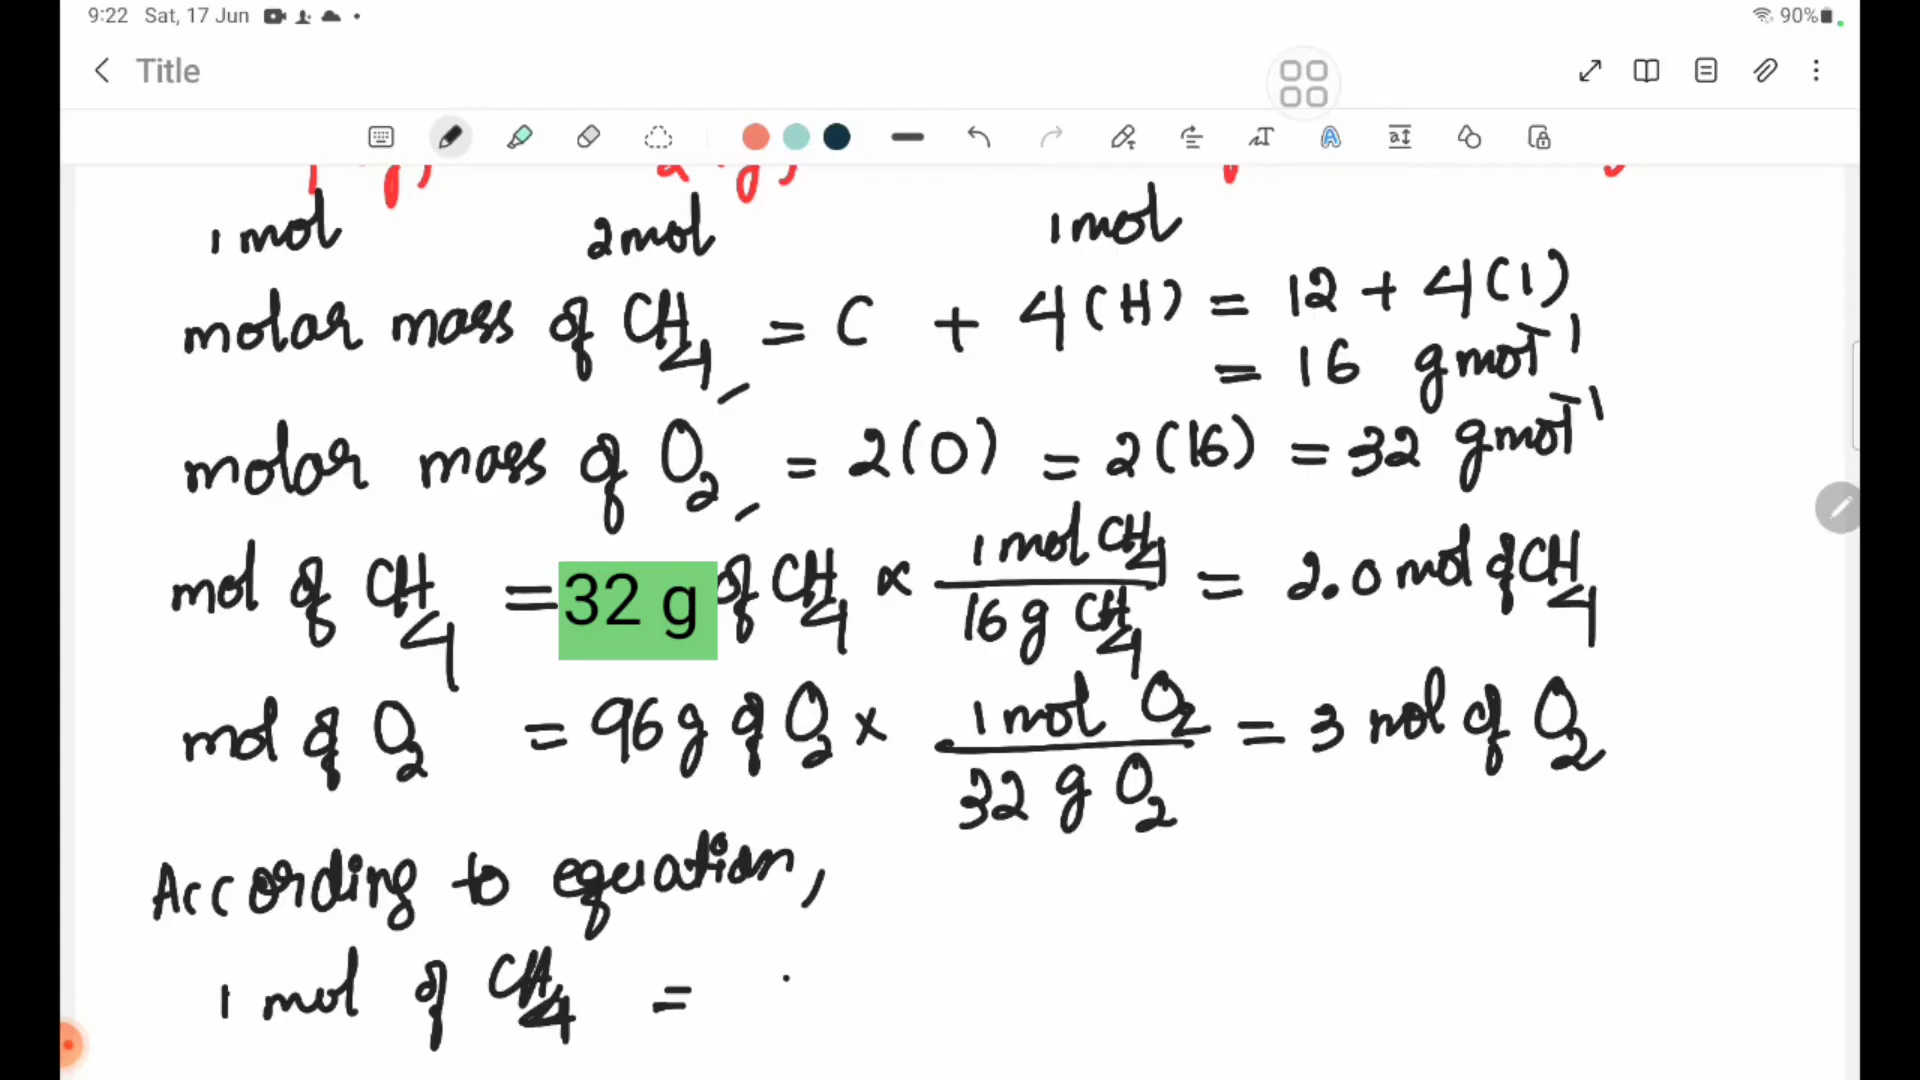 9:22 Sat, 17 Jun
90%
Title
1 mol 2 mol 1 mol
molar mass of CH4, = C + 4(H) = 12 + 4(1)
= 16 g mol⁻¹
molar mass of O2, = 2(O) = 2(16) = 32 g mol⁻¹
mol of CH4 = 32 g of CH4 × 1 mol CH4 / 16 g CH4 = 2.0 mol of CH4
mol of O2 = 96 g of O2 × 1 mol O2 / 32 g O2 = 3 mol of O2
According to equation,
1 mol of CH4 =